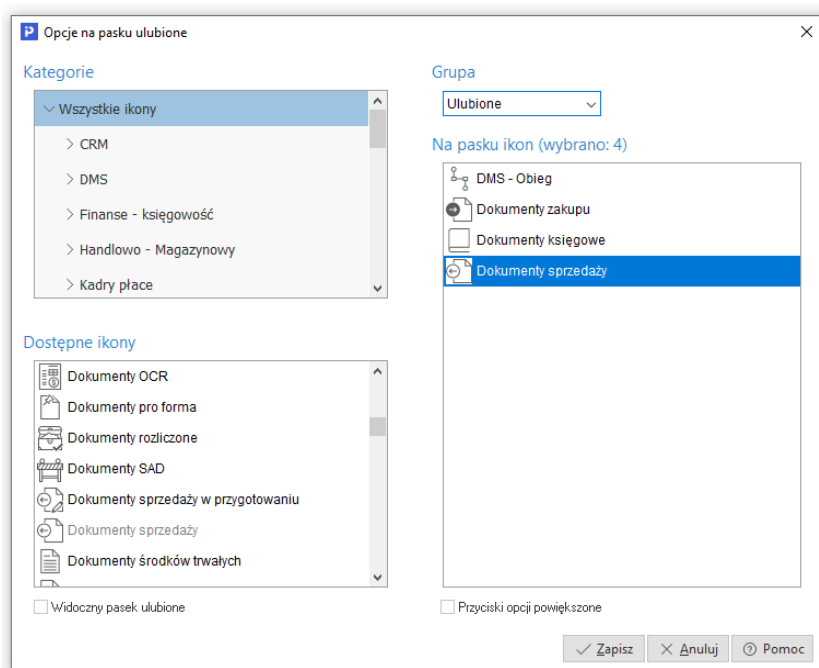 Opcje na pasku ulubione
Kategorie
Wszystkie ikony
CRM
DMS
Finanse - księgowość
Handlowo - Magazynowy
Kadry płace
Dostępne ikony
Dokumenty OCR
Dokumenty pro forma
Dokumenty rozliczone
Dokumenty SAD
Dokumenty sprzedaży w przygotowaniu
Dokumenty sprzedaży
Dokumenty środków trwałych
Widoczny pasek ulubione
Grupa
Ulubione
Na pasku ikon (wybrano: 4)
DMS - Obieg
Dokumenty zakupu
Dokumenty księgowe
Dokumenty sprzedaży
Przyciski opcji powiększone
Zapisz
Anuluj
Pomoc